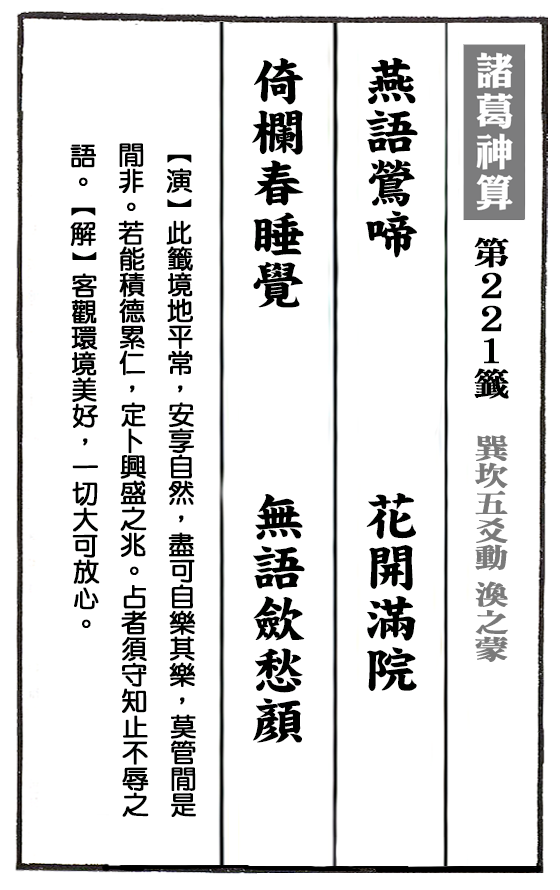 諸葛神算 第221籤 巽坎五爻動 渙之蒙
燕語鶯啼 花開滿院
倚欄春睡覺 無語歛愁顏
【演】此籤境地平常，安享自然，盡可自樂其樂，莫管閒是
閒非。若能積德累仁，定卜興盛之兆。占者須守知止不辱之
語。【解】客觀環境美好，一切大可放心。